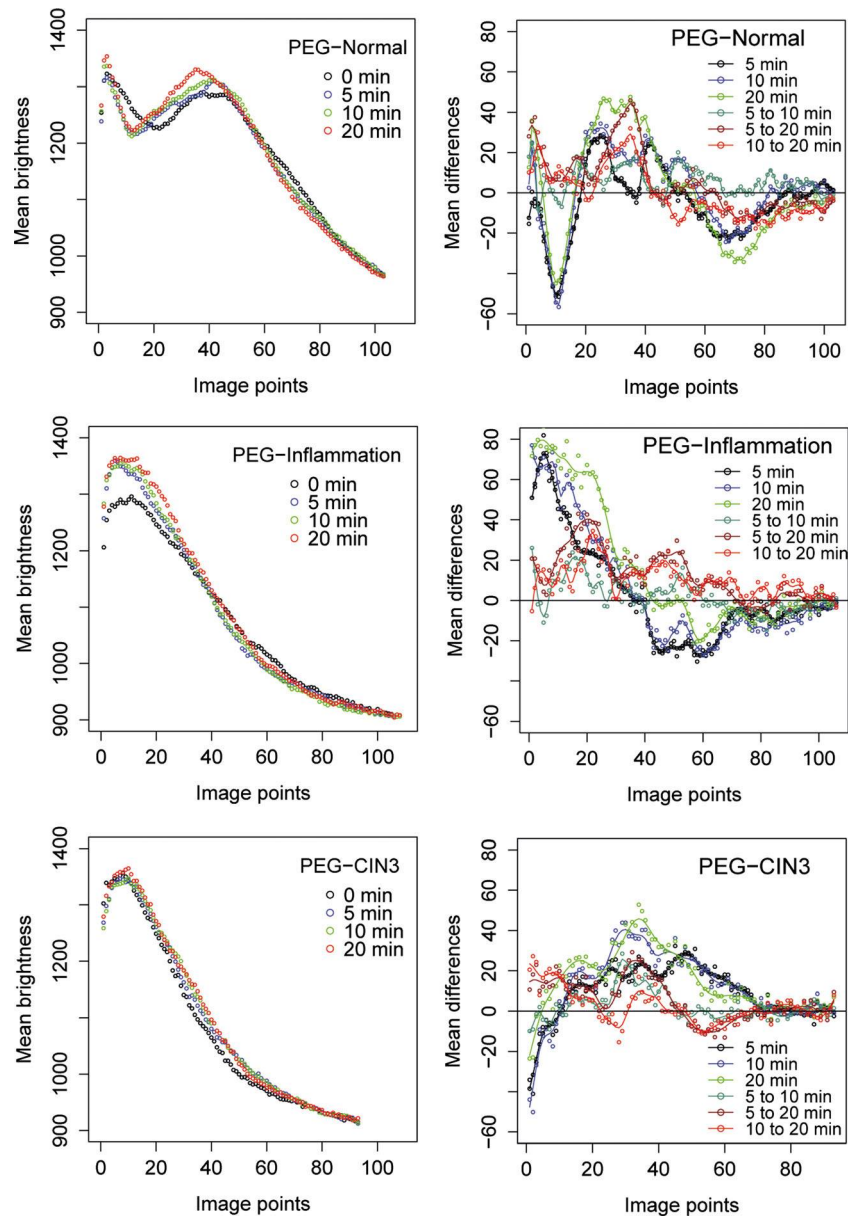 PEG−Normal
0 min
5 min
10 min
20 min
Mean brightness
900
1000
1200
1400
0 20 40 60 80 100
Image points
PEG−Normal
5 min
10 min
20 min
5 to 10 min
5 to 20 min
10 to 20 min
Mean differences
80
60
40
20
0
−20
−60
0 20 40 60 80 100
Image points
PEG−Inflammation
0 min
5 min
10 min
20 min
Mean brightness
900
1000
1200
1400
0 20 40 60 80 100
Image points
PEG−Inflammation
5 min
10 min
20 min
5 to 10 min
5 to 20 min
10 to 20 min
Mean differences
80
60
40
20
0
−20
−60
0 20 40 60 80 100
Image points
PEG−CIN3
0 min
5 min
10 min
20 min
Mean brightness
900
1000
1200
1400
0 20 40 60 80 100
Image points
PEG−CIN3
5 min
10 min
20 min
5 to 10 min
5 to 20 min
10 to 20 min
Mean differences
80
60
40
20
0
−20
−60
0 20 40 60 80
Image points